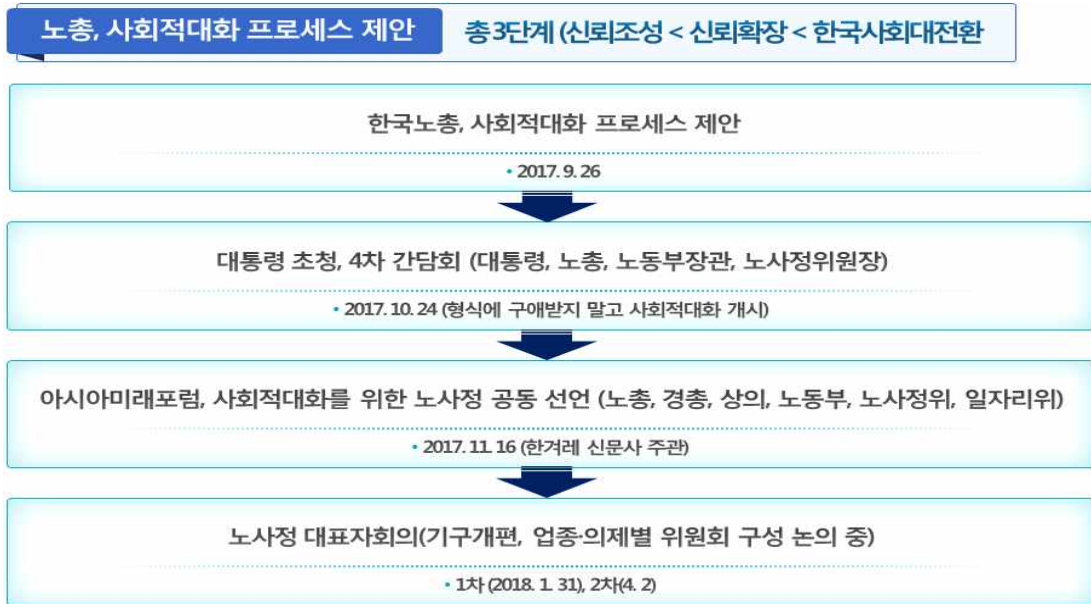 노총, 사회적대화 프로세스 제안
총3단계 (신뢰조성 < 신뢰확장 < 한국사회대전환
한국노총, 사회적대화 프로세스 제안
• 2017. 9. 26
대통령 초청, 4차 간담회 (대통령, 노총, 노동부장관, 노사정위원장)
• 2017. 10. 24 (형식에 구애받지 말고 사회적대화 개시)
아시아미래포럼, 사회적대화를 위한 노사정 공동 선언 (노총, 경총, 상의, 노동부, 노사정위, 일자리위)
• 2017. 11. 16 (한겨레 신문사 주관)
노사정 대표자회의(기구개편, 업종·의제별 위원회 구성 논의 중)
• 1차 (2018. 1. 31), 2차(4. 2)